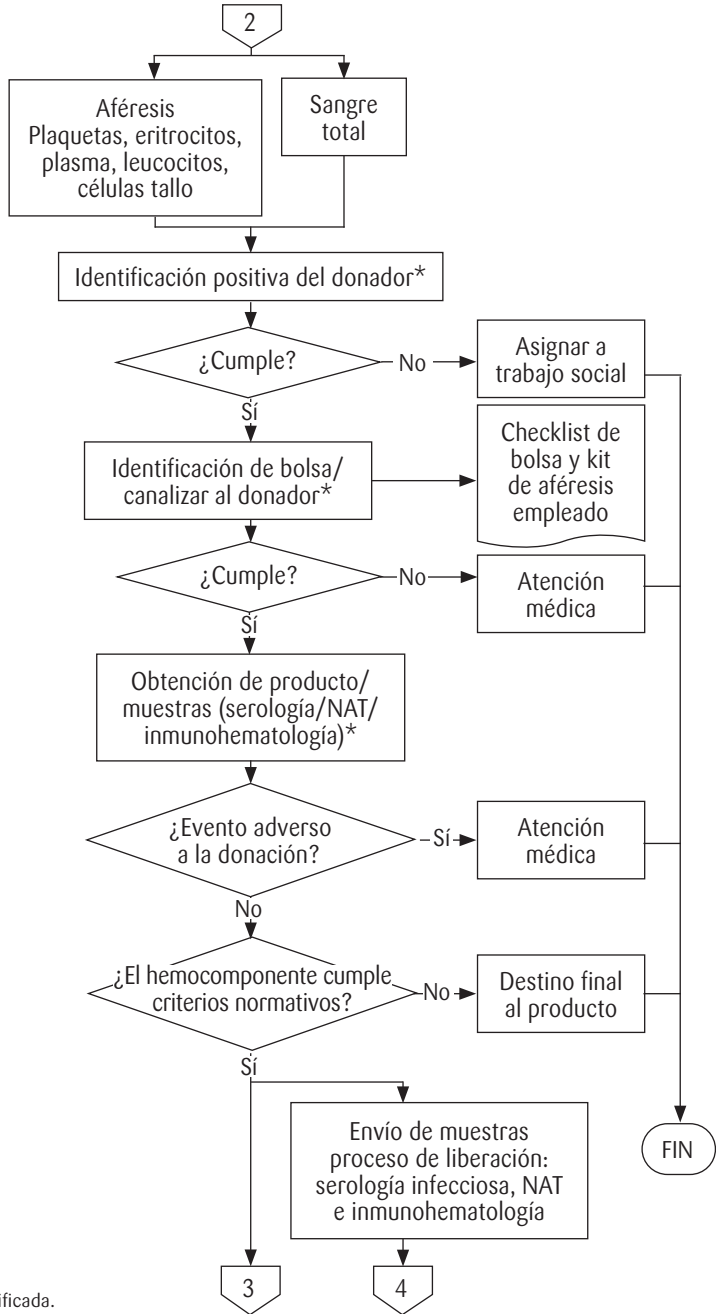 2
Aféresis
Plaquetas, eritrocitos,
plasma, leucocitos,
células tallo
Sangre
total
Identificación positiva del donador*
¿Cumple?
No
Asignar a
trabajo social
Sí
Identificación de bolsa/
canalizar al donador*
Checklist de
bolsa y kit
de aféresis
empleado
¿Cumple?
No
Atención
médica
Sí
Obtención de producto/
muestras (serología/NAT/
inmunohematología)*
¿Evento adverso
a la donación?
Sí
Atención
médica
No
¿El hemocomponente cumple
criterios normativos?
No
Destino final
al producto
Sí
Envío de muestras
proceso de liberación:
serología infecciosa, NAT
e inmunohematología
FIN
3
4
ificada.